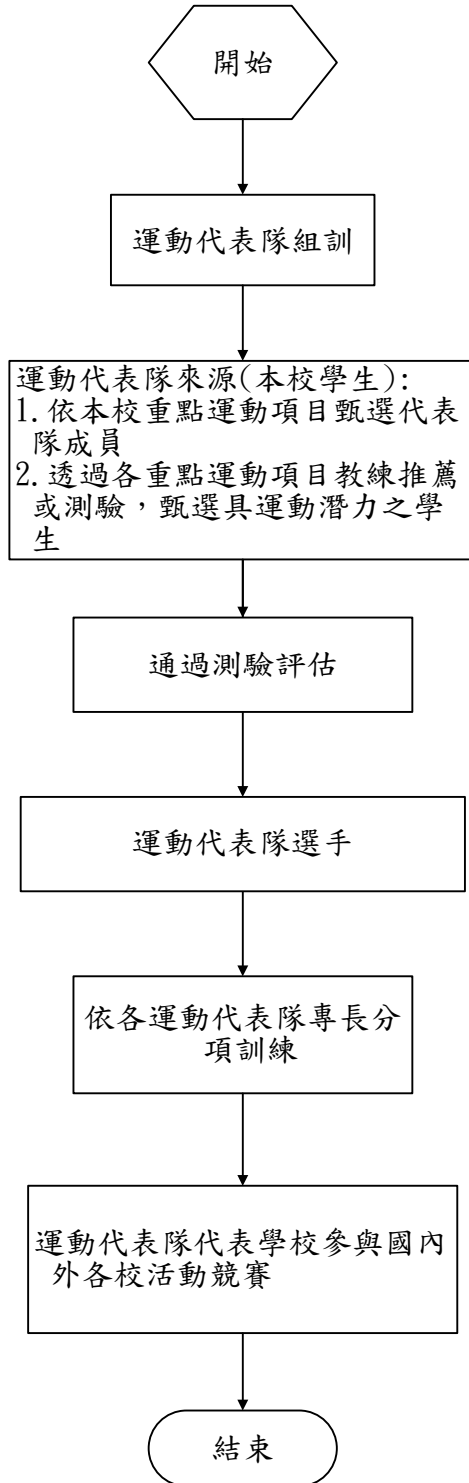 開始
運動代表隊組訓
運動代表隊來源(本校學生):
1.依本校重點運動項目甄選代表
隊成員
2.透過各重點運動項目教練推薦
或測驗，甄選具運動潛力之學
生
通過測驗評估
運動代表隊選手
依各運動代表隊專長分
項訓練
運動代表隊代表學校參與國內
外各校活動競賽
結束